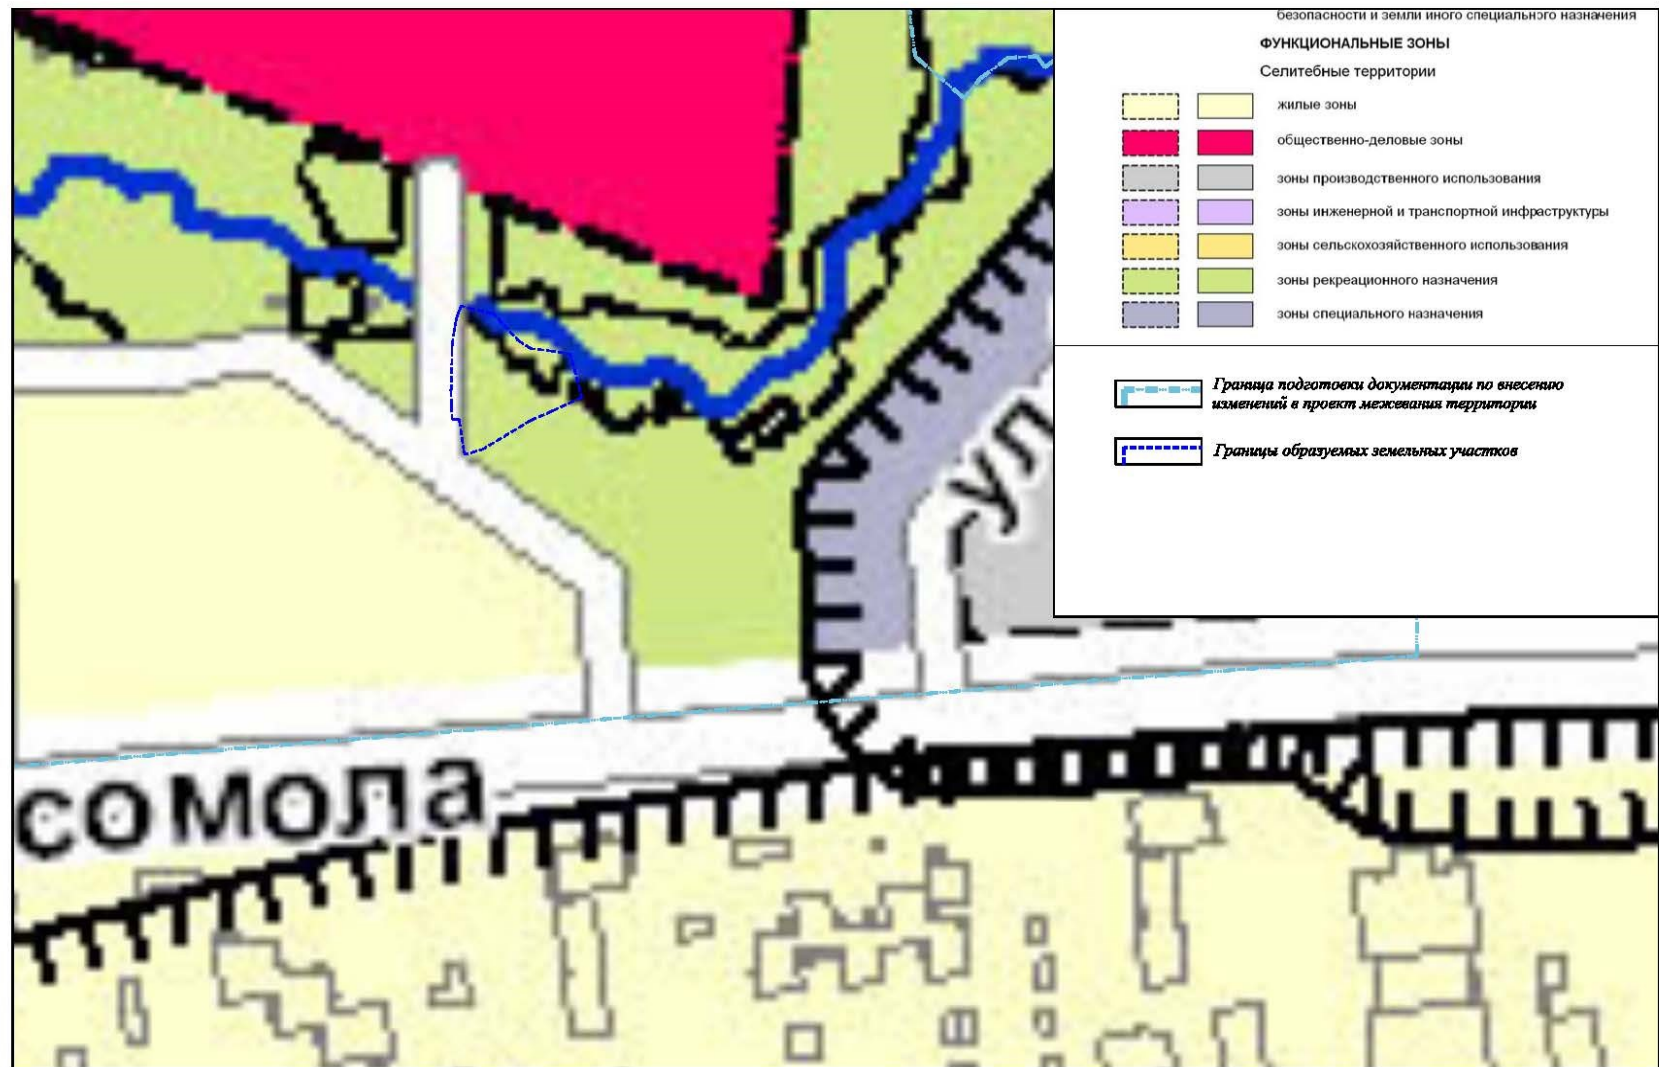 безопасности и земли иного специального назначения
ФУНКЦИОНАЛЬНЫЕ ЗОНЫ
Селитебные территории
жилые зоны
общественно-деловые зоны
зоны производственного использования
зоны инженерной и транспортной инфраструктуры
зоны сельскохозяйственного использования
зоны рекреационного назначения
зоны специального назначения
Граница подготовки документации по внесению
изменений в проект межевания территории
Границы образуемых земельных участков
ул
сомола